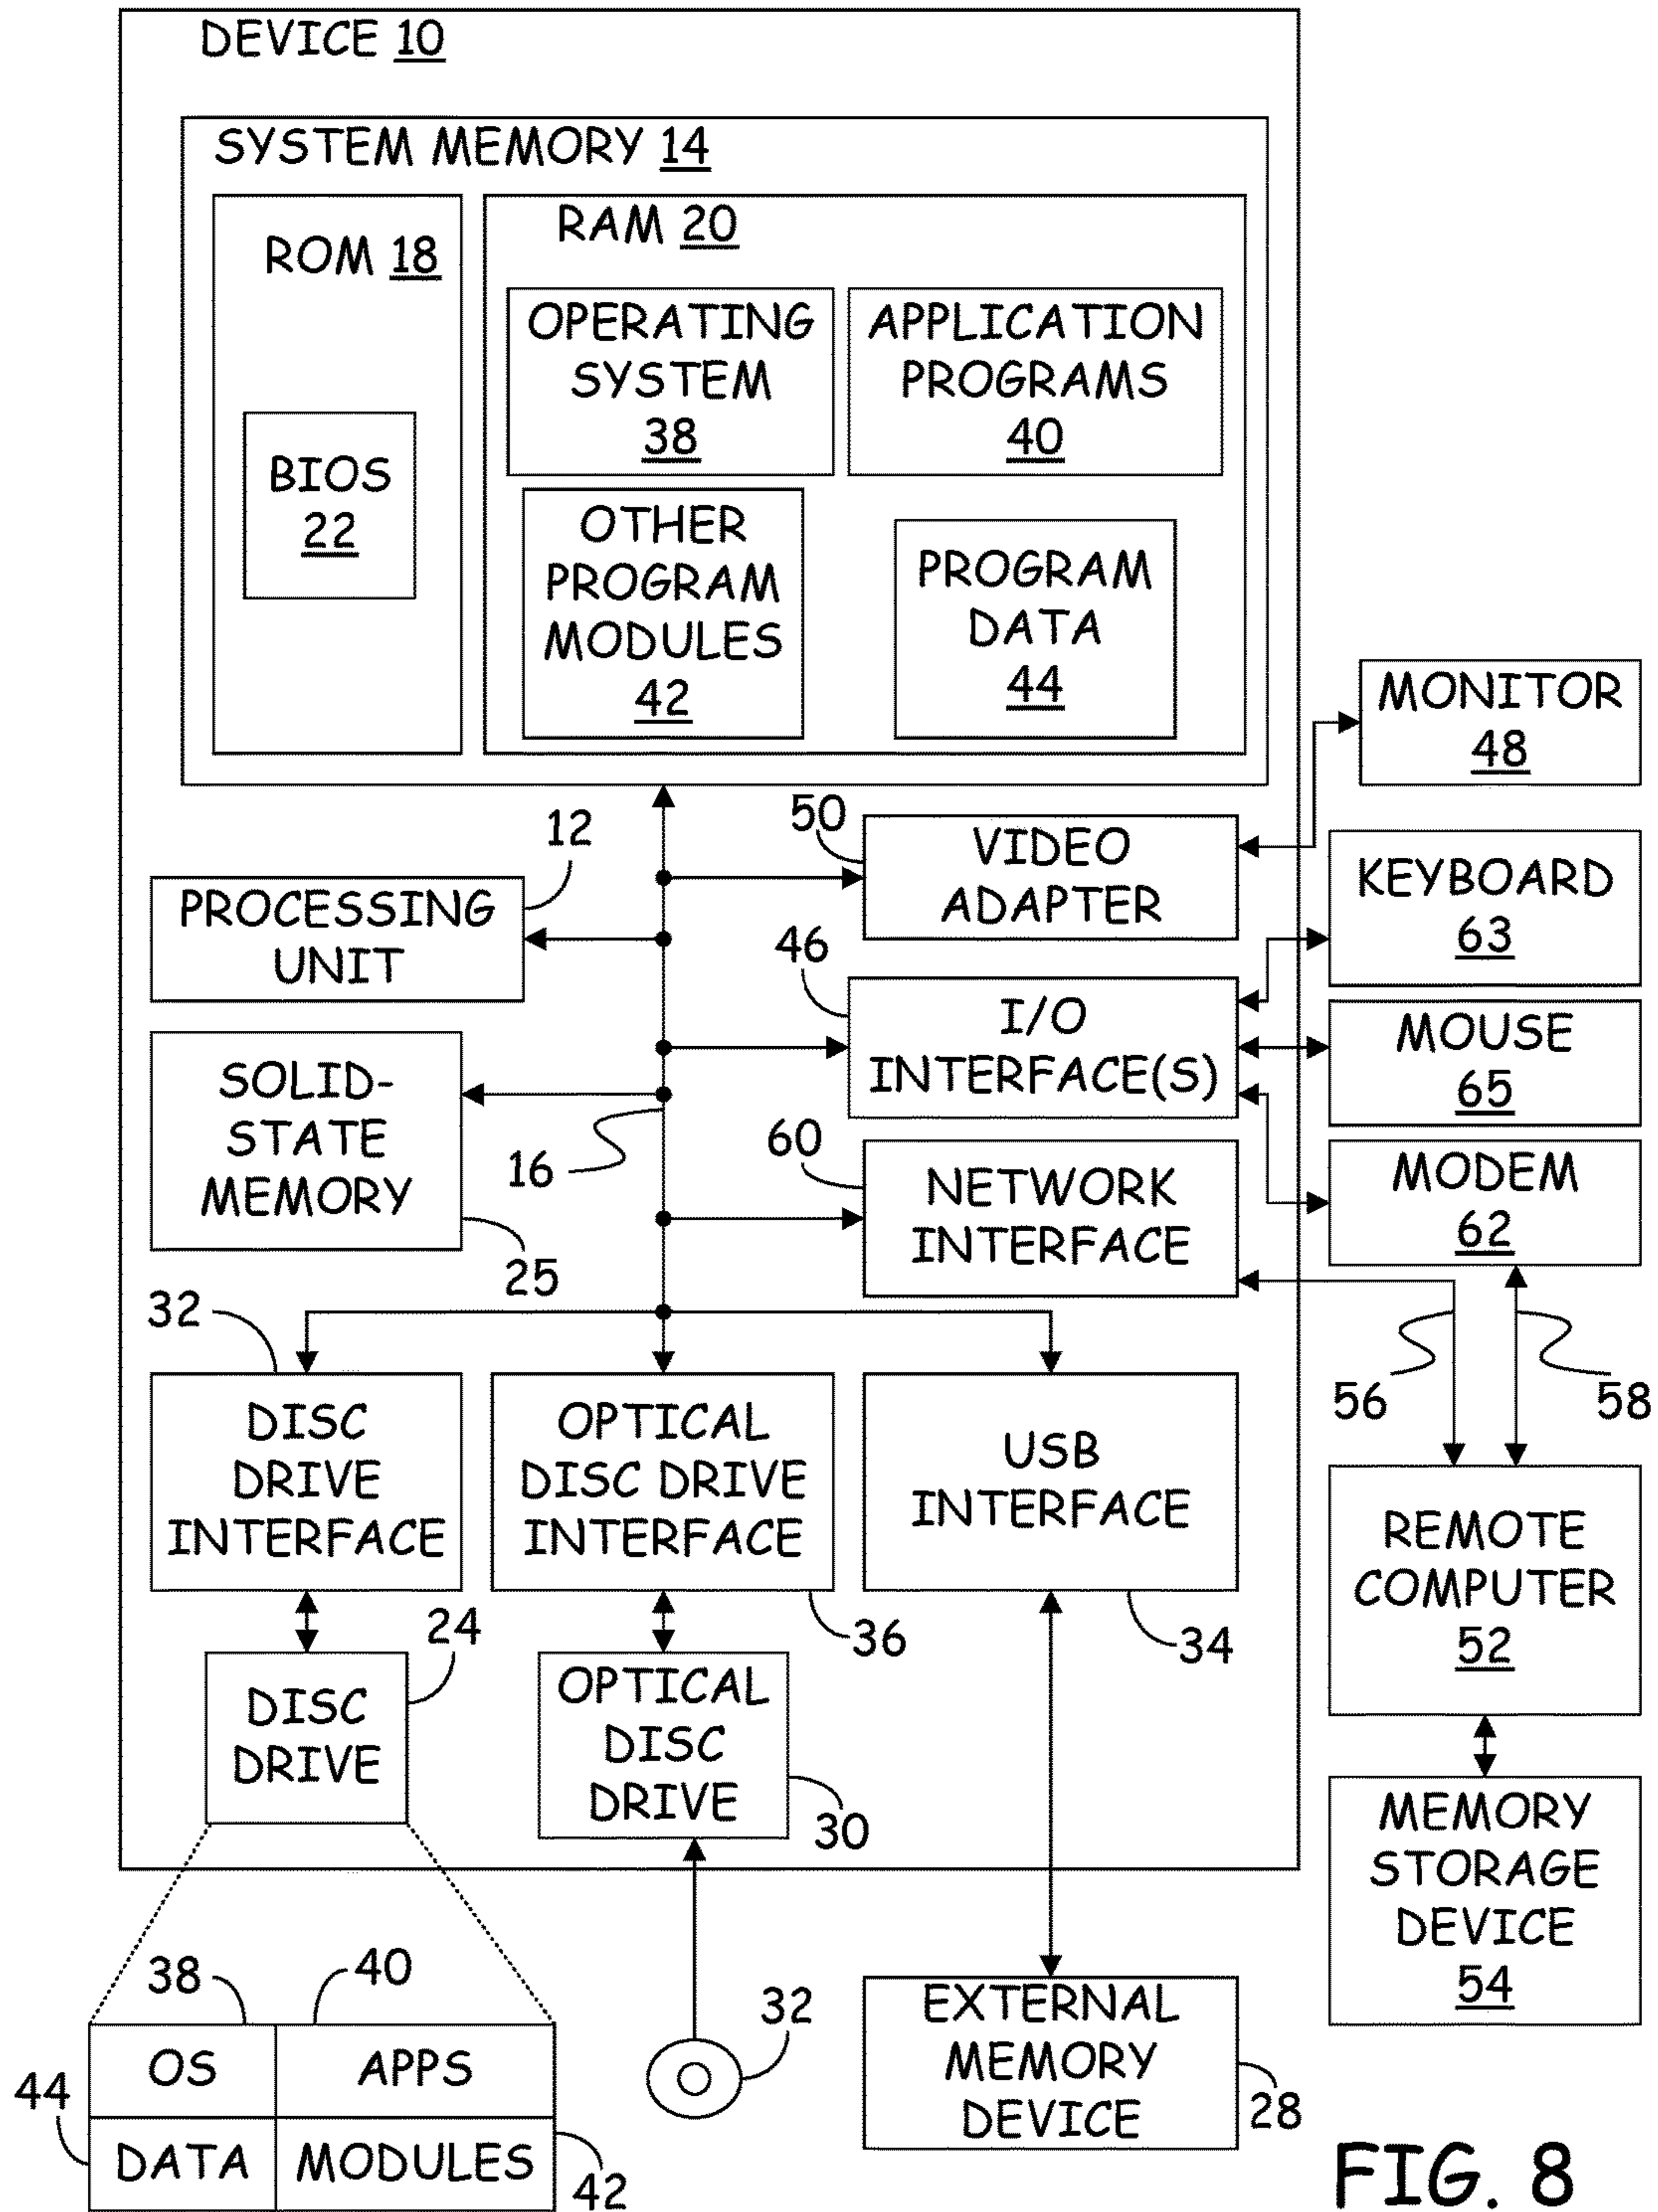 DEVICE 10
SYSTEM MEMORY 14
ROM 18
BIOS
22
RAM 20
OPERATING
SYSTEM
38
APPLICATION
PROGRAMS
40
OTHER
PROGRAM
MODULES
42
PROGRAM
DATA
44
MONITOR
48
12
PROCESSING
UNIT
50
VIDEO
ADAPTER
KEYBOARD
63
46
I/O
INTERFACE(S)
MOUSE
65
SOLID-
STATE
MEMORY
25
16
60
NETWORK
INTERFACE
MODEM
62
56
58
32
DISC
DRIVE
INTERFACE
OPTICAL
DISC DRIVE
INTERFACE
36
USB
INTERFACE
34
REMOTE
COMPUTER
52
24
DISC
DRIVE
OPTICAL
DISC
DRIVE
30
MEMORY
STORAGE
DEVICE
54
38
40
OS
APPS
44
DATA
MODULES
42
32
EXTERNAL
MEMORY
DEVICE
28
FIG. 8